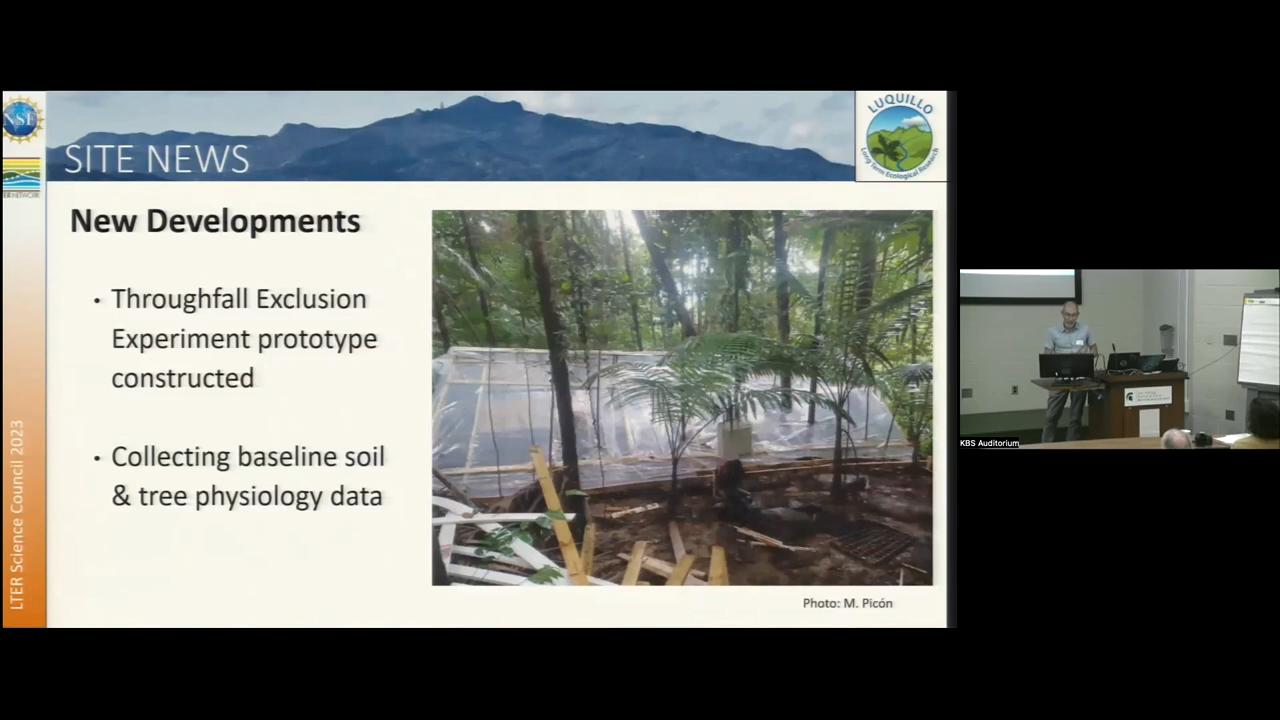 NSF
SITE NEWS
LUQUILLO
Long Term Ecological Research
New Developments
• Throughfall Exclusion
Experiment prototype
constructed
• Collecting baseline soil
& tree physiology data
LTER Science Council 2023
Photo: M. Picón
KBS Auditorium